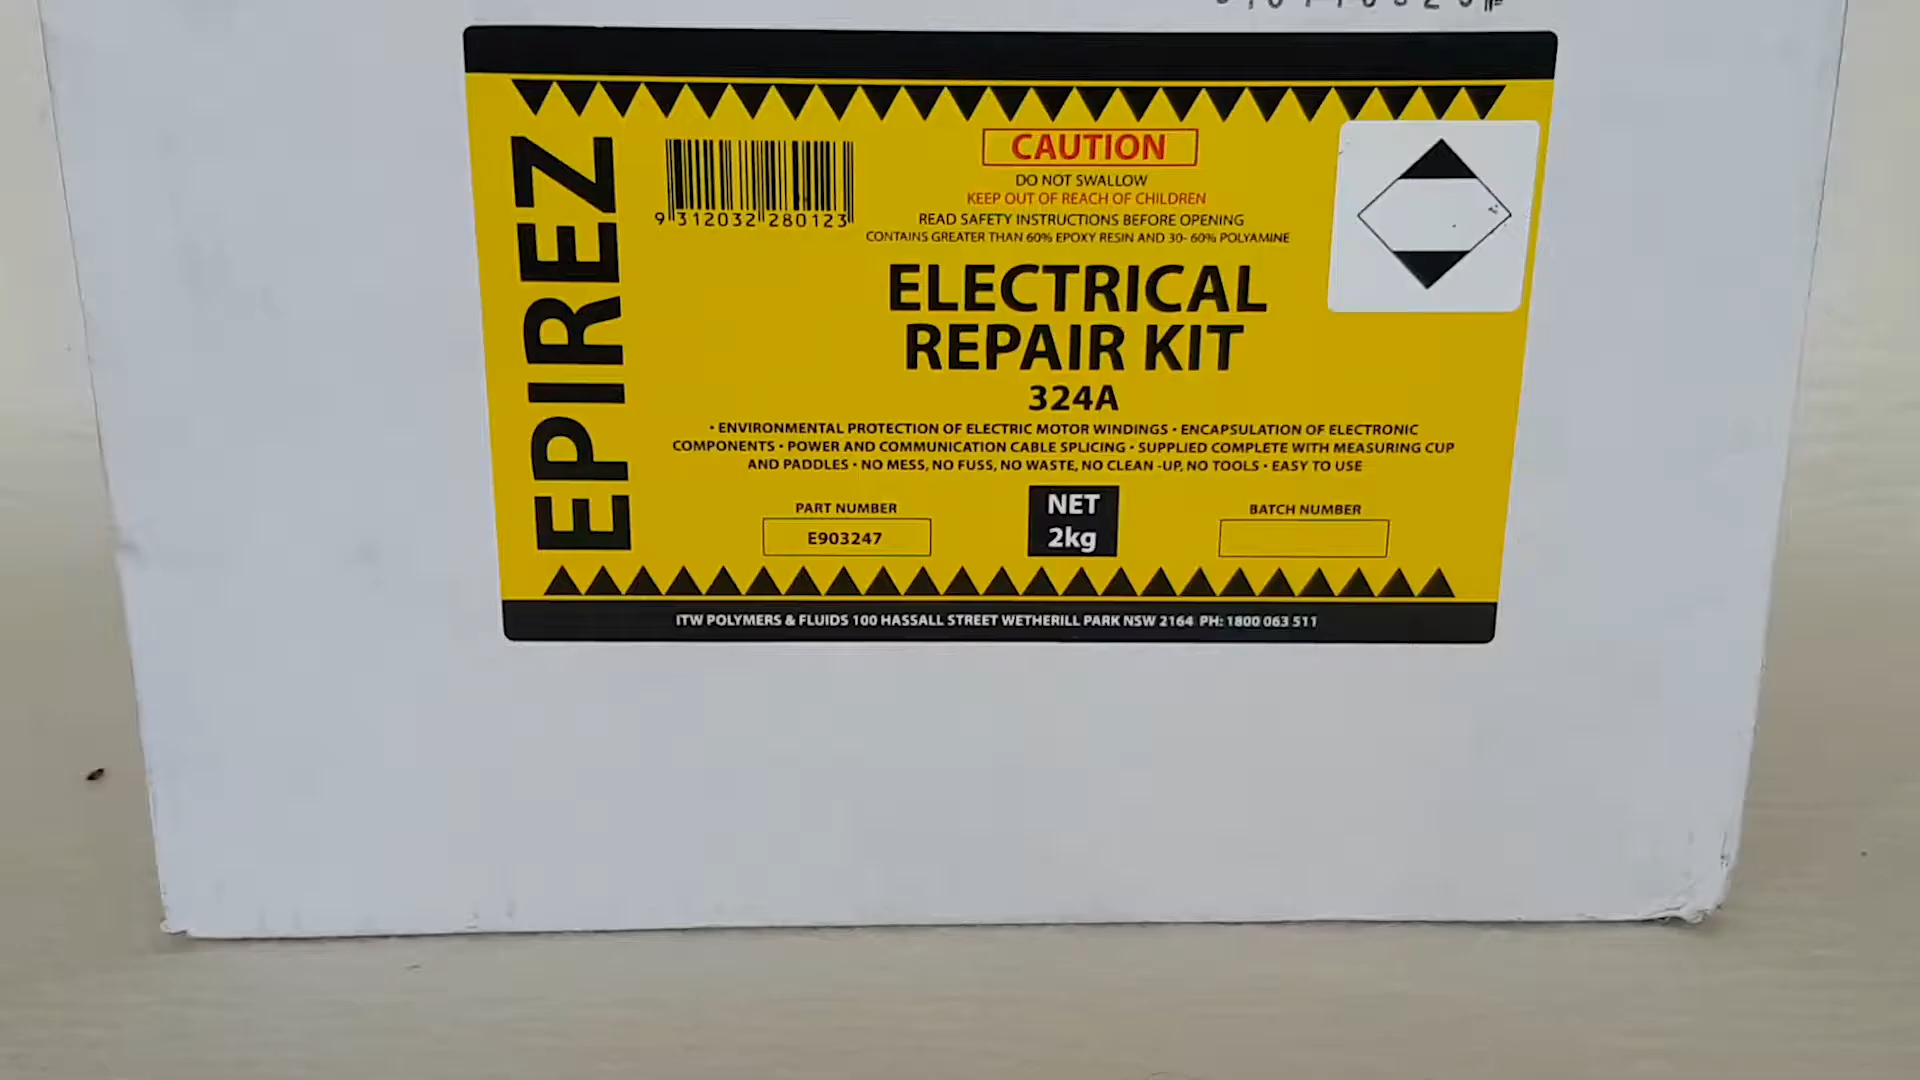 EPIREZ
9 312032 280123
CAUTION
DO NOT SWALLOW
KEEP OUT OF REACH OF CHILDREN
READ SAFETY INSTRUCTIONS BEFORE OPENING
CONTAINS GREATER THAN 60% EPOXY RESIN AND 30- 60% POLYAMINE
ELECTRICAL
REPAIR KIT
324A
• ENVIRONMENTAL PROTECTION OF ELECTRIC MOTOR WINDINGS • ENCAPSULATION OF ELECTRONIC
COMPONENTS • POWER AND COMMUNICATION CABLE SPLICING • SUPPLIED COMPLETE WITH MEASURING CUP
AND PADDLES • NO MESS, NO FUSS, NO WASTE, NO CLEAN -UP, NO TOOLS • EASY TO USE
PART NUMBER
E903247
NET
2kg
BATCH NUMBER
ITW POLYMERS & FLUIDS 100 HASSALL STREET WETHERILL PARK NSW 2164 PH: 1800 063 511